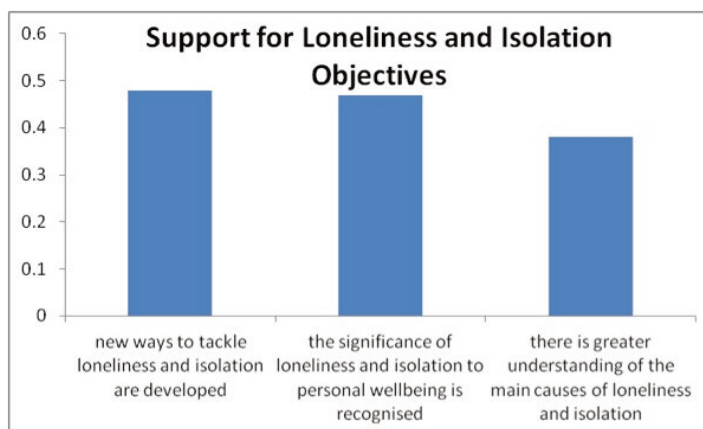 Support for Loneliness and Isolation
Objectives
0.6
0.5
0.4
0.3
0.2
0.1
0
new ways to tackle
loneliness and isolation
are developed
the significance of
loneliness and isolation to
personal wellbeing is
recognised
there is greater
understanding of the
main causes of loneliness
and isolation